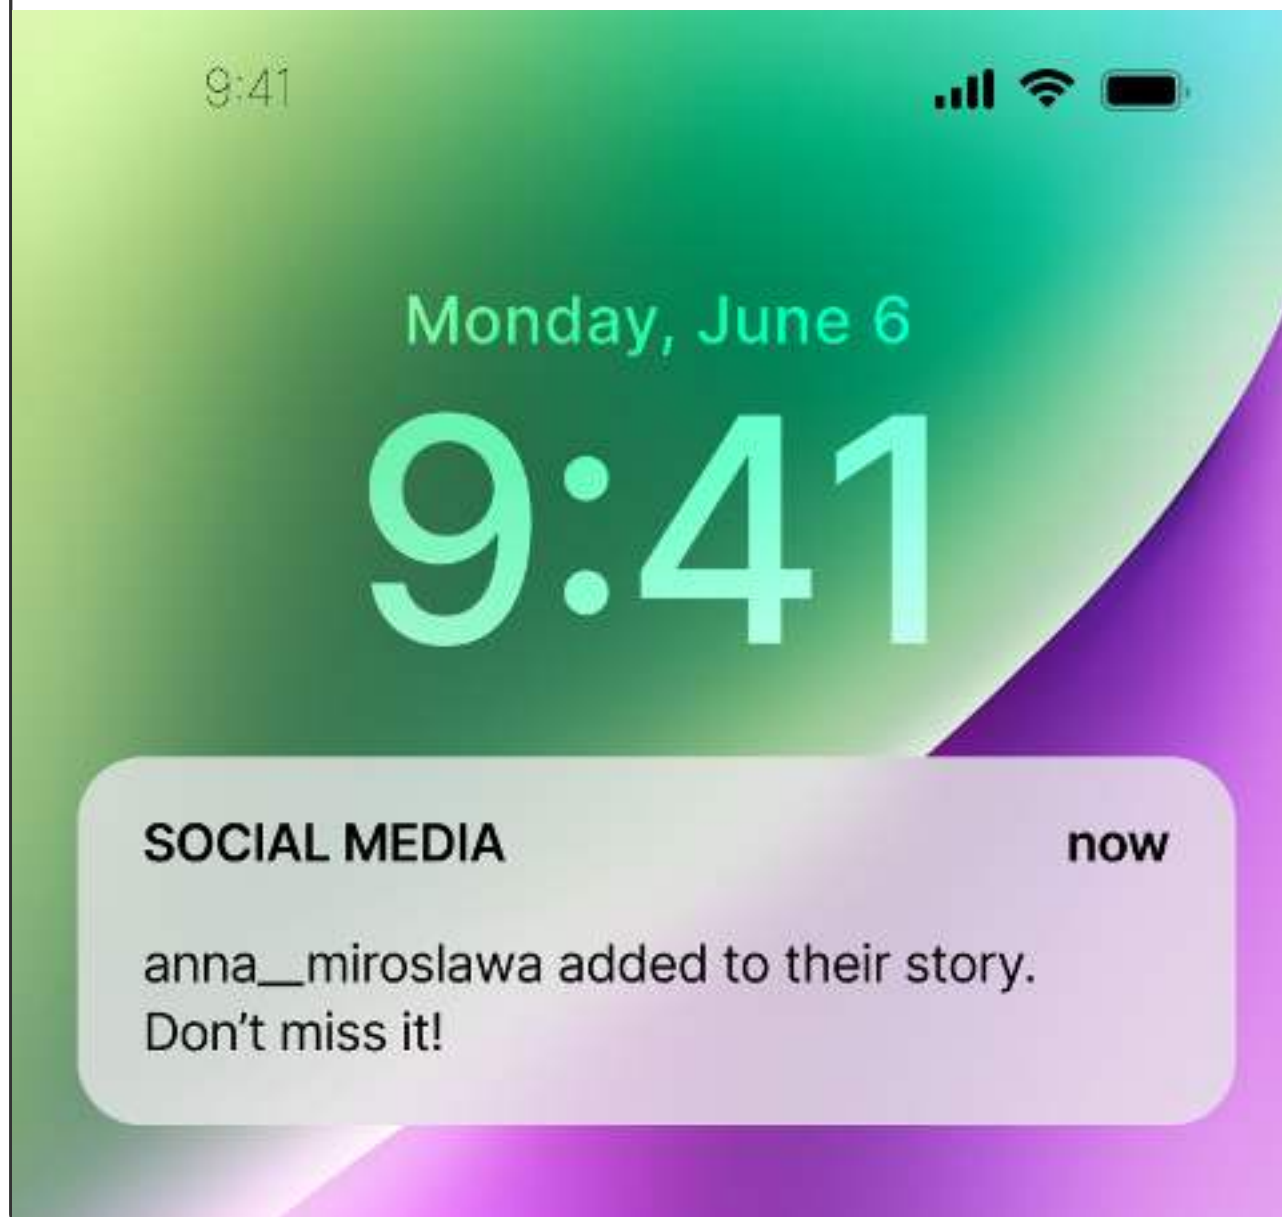 9:41
Monday, June 6
9:41
SOCIAL MEDIA now
anna__miroslawa added to their story.
Don’t miss it!